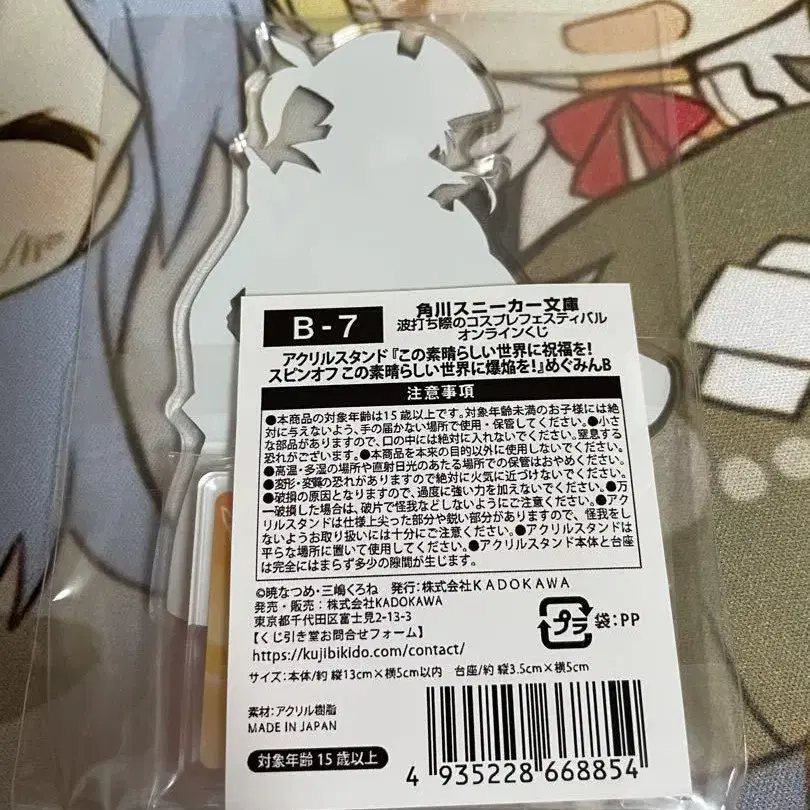 B-7
角川スニーカー文庫
波打ち際のコスプレフェスティバル
オンラインくじ
アクリルスタンド『この素晴らしい世界に祝福を!
スピンオフ この素晴らしい世界に爆焔を!』めぐみんB
注意事項
●本商品の対象年齢は15歳以上です。対象年齢未満のお子様には絶
対に与えないよう、手の届かない場所で使用・保管してください。●小さ
な部品がありますので、口の中には絶対に入れないでください。窒息する
恐れがございます。●本商品を本来の目的以外に使用しないでください。
●高温・多湿の場所や直射日光のあたる場所での保管はおやめください。
●変形・変質の恐れがありますので絶対に火気に近づけないでください。
●破損の原因となりますので、過度に強い力を加えないでください。●万
一破損した場合は、破片で怪我などしないようにご注意ください。●アク
リルスタンドは仕様上尖った部分や鋭い部分がありますので、怪我をし
ないようお取り扱いには十分にご注意ください。●アクリルスタンドは
平らな場所に置いて使用してください。●アクリルスタンド本体と台座
は完全にはまらず多少の隙間が生じます。
©暁なつめ・三嶋くろね 発行:株式会社KADOKAWA
発売・販売:株式会社KADOKAWA
東京都千代田区富士見2-13-3
【くじ引き堂お問合せフォーム】
https://kujibikido.com/contact/
プラ 袋:PP
サイズ:本体/約 縦13cm×横5cm以内 台座/約 縦3.5cm×横5cm
素材:アクリル樹脂
MADE IN JAPAN
対象年齢15歳以上
4 935228 668854